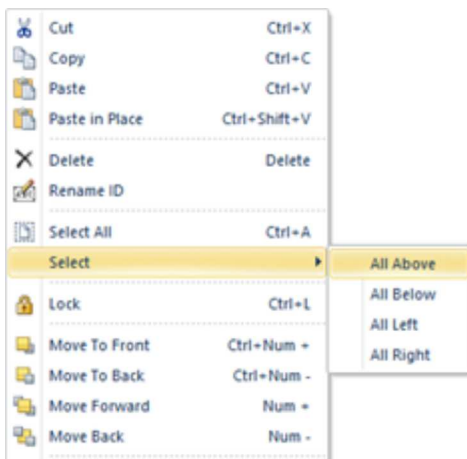 Cut Ctrl+X
Copy Ctrl+C
Paste Ctrl+V
Paste in Place Ctrl+Shift+V
Delete Delete
Rename ID
Select All Ctrl+A
Select
All Above
All Below
All Left
All Right
Lock Ctrl+L
Move To Front Ctrl+Num +
Move To Back Ctrl+Num -
Move Forward Num +
Move Back Num -